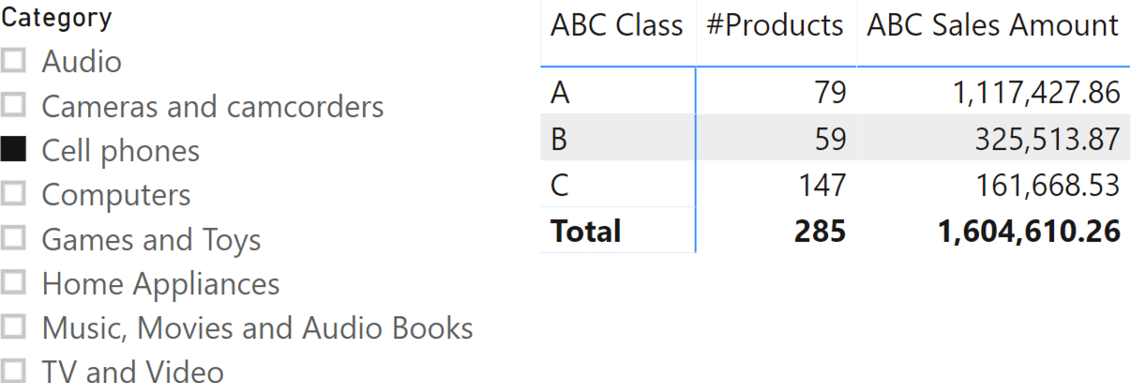 Category
Audio
Cameras and camcorders
Cell phones
Computers
Games and Toys
Home Appliances
Music, Movies and Audio Books
TV and Video
ABC Class #Products ABC Sales Amount
A 79 1,117,427.86
B 59 325,513.87
C 147 161,668.53
Total 285 1,604,610.26